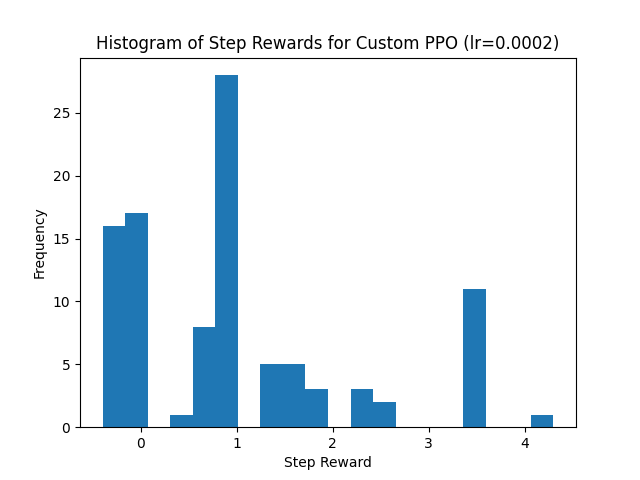 Histogram of Step Rewards for Custom PPO (lr=0.0002)
25
20
15
10
5
0
Frequency
0 1 2 3 4
Step Reward